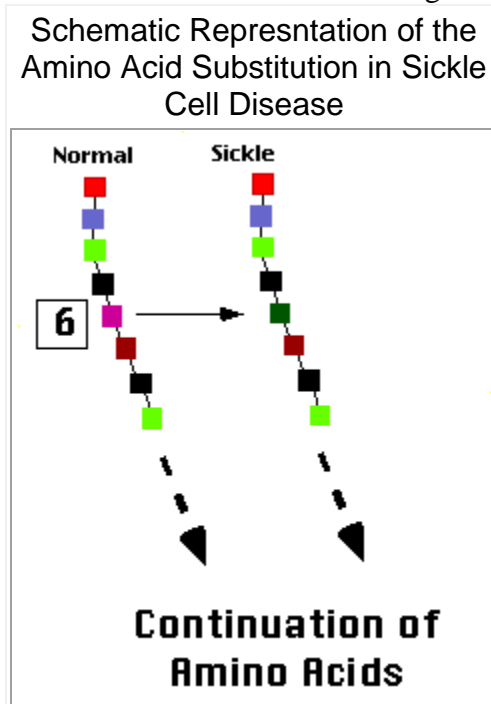 Schematic Represntation of the
Amino Acid Substitution in Sickle
Cell Disease
Normal
Sickle
6
Continuation of
Amino Acids